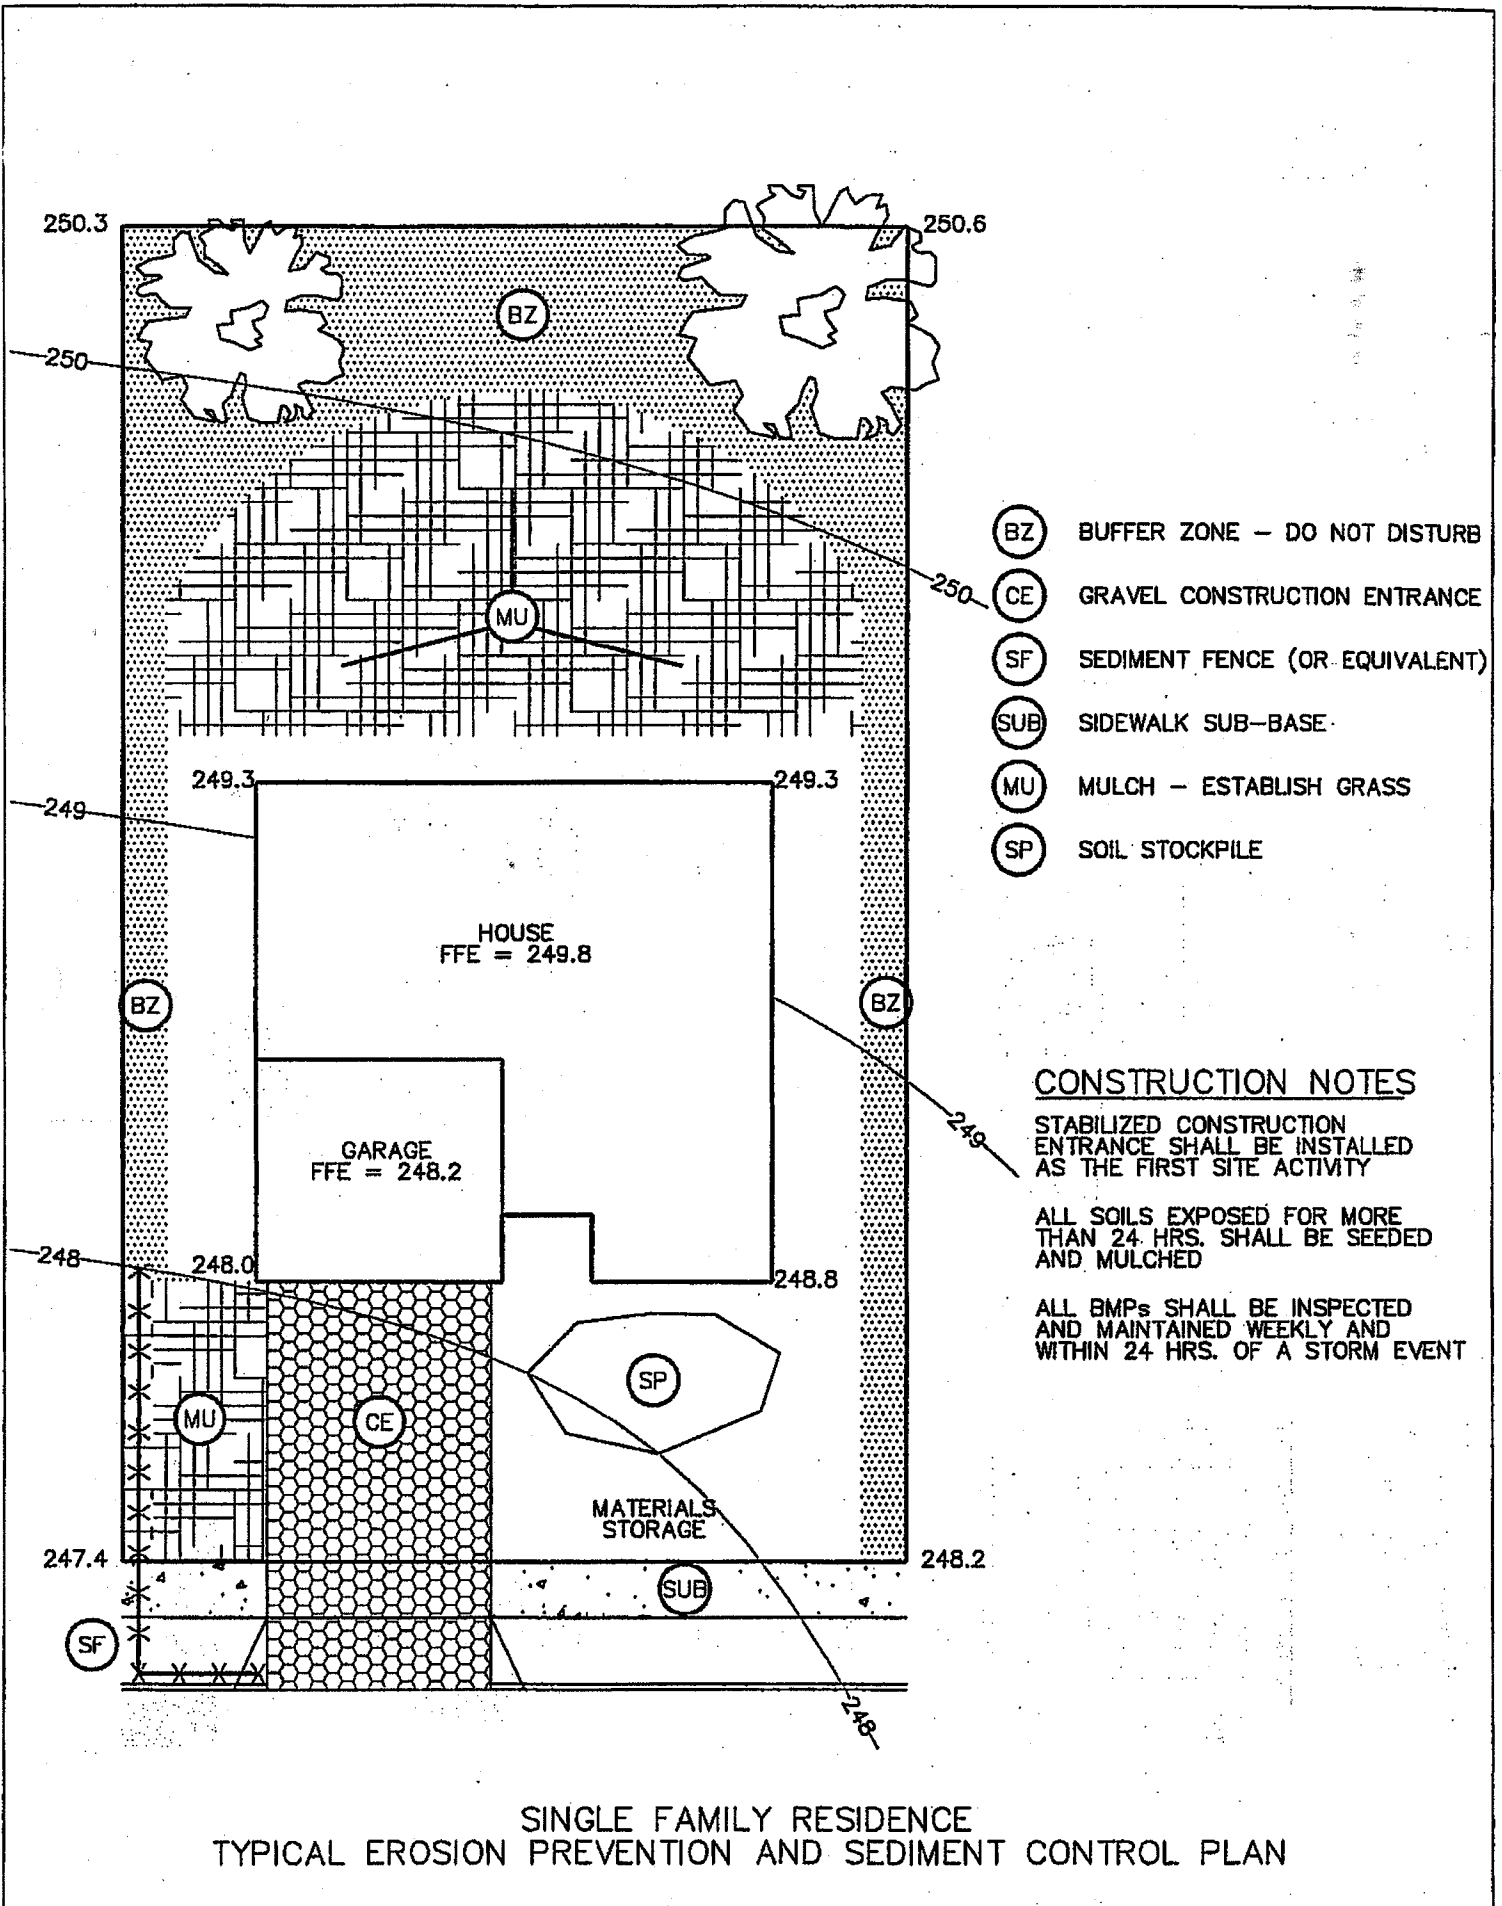 250.3
250.6
BZ
250
BZ BUFFER ZONE – DO NOT DISTURB
250
CE GRAVEL CONSTRUCTION ENTRANCE
MU
SF SEDIMENT FENCE (OR EQUIVALENT)
SUB SIDEWALK SUB–BASE
249.3
249.3
MU MULCH – ESTABLISH GRASS
249
SP SOIL STOCKPILE
HOUSE
FFE = 249.8
BZ
BZ
CONSTRUCTION NOTES
249
STABILIZED CONSTRUCTION
ENTRANCE SHALL BE INSTALLED
AS THE FIRST SITE ACTIVITY
GARAGE
FFE = 248.2
ALL SOILS EXPOSED FOR MORE
THAN 24 HRS. SHALL BE SEEDED
AND MULCHED
248
248.0
248.8
ALL BMPs SHALL BE INSPECTED
AND MAINTAINED WEEKLY AND
WITHIN 24 HRS. OF A STORM EVENT
SP
MU
CE
MATERIALS
STORAGE
247.4
248.2
SUB
SF
248
SINGLE FAMILY RESIDENCE
TYPICAL EROSION PREVENTION AND SEDIMENT CONTROL PLAN